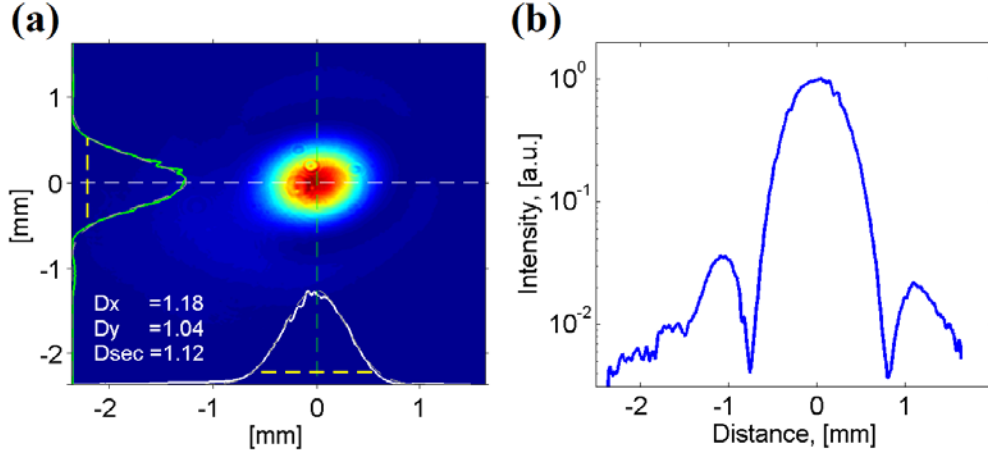 (a)
1
0
-1
-2
[mm]
Dx =1.18
Dy =1.04
Dsec =1.12
-2 -1 0 1
[mm]
(b)
10^0
10^-1
10^-2
Intensity, [a.u.]
-2 -1 0 1
Distance, [mm]